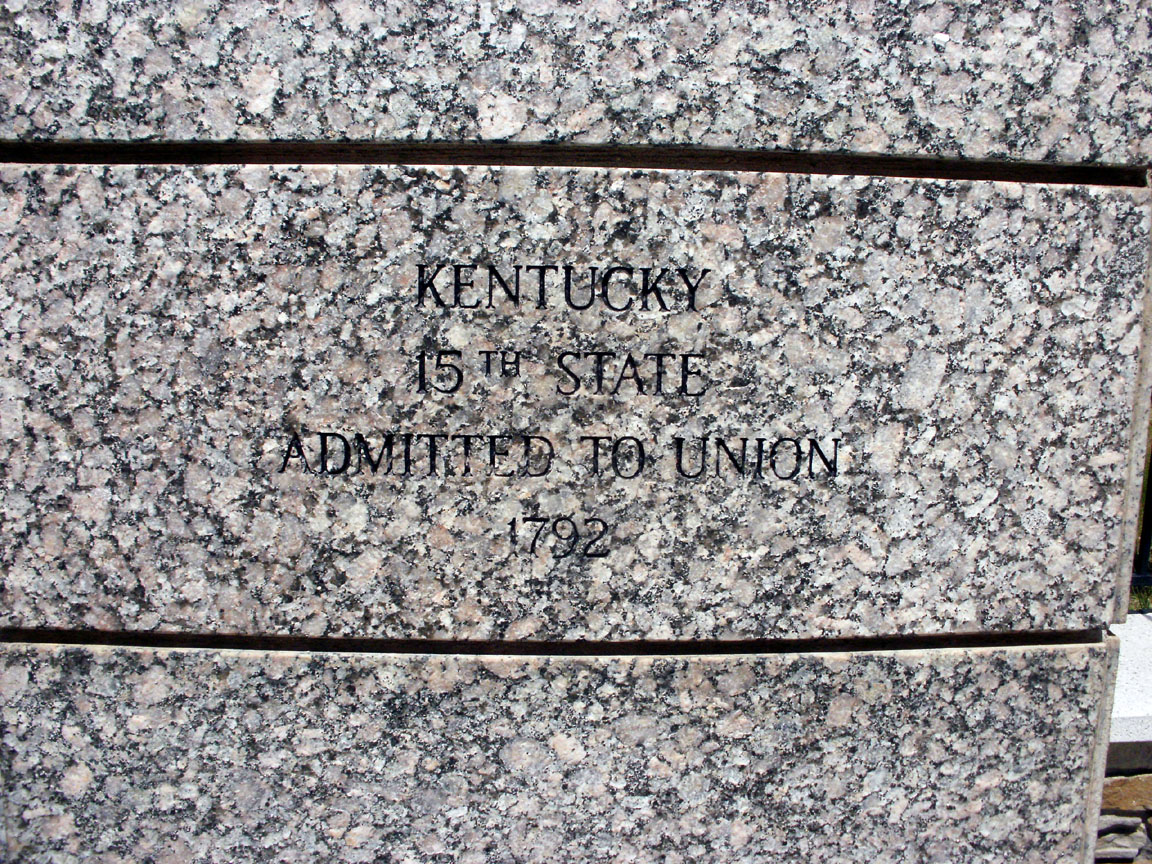 KENTUCKY
15TH STATE
ADMITTED TO UNION
1792